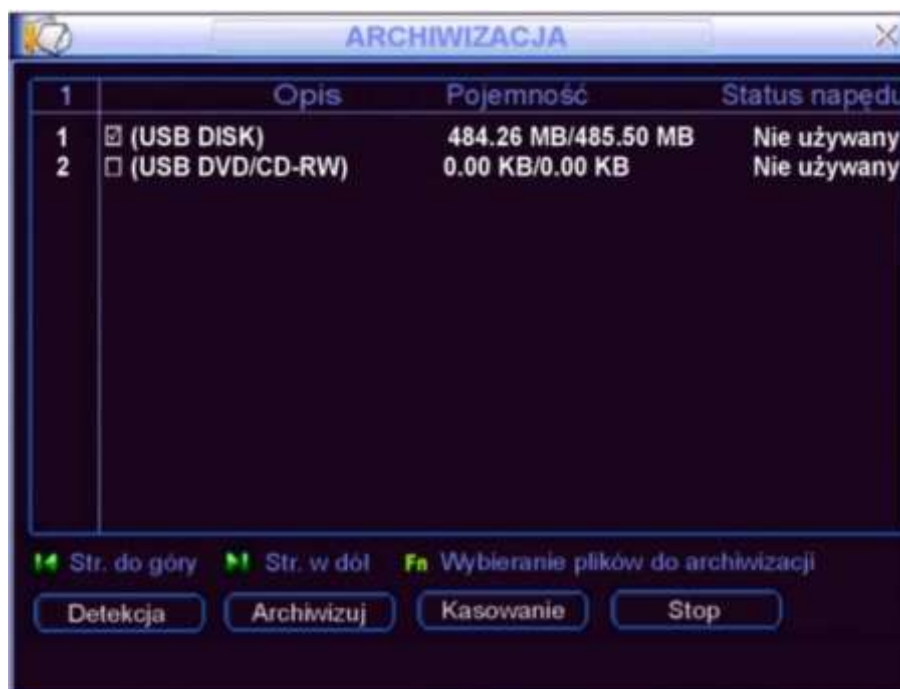 ARCHIWIZACJA
1 Opis Pojemność Status napędu
1 (USB DISK) 484.26 MB/485.50 MB Nie używany
2 (USB DVD/CD-RW) 0.00 KB/0.00 KB Nie używany
Str. do góry Str. w dół Fn Wybieranie plików do archiwizacji
Detekcja Archiwizuj Kasowanie Stop